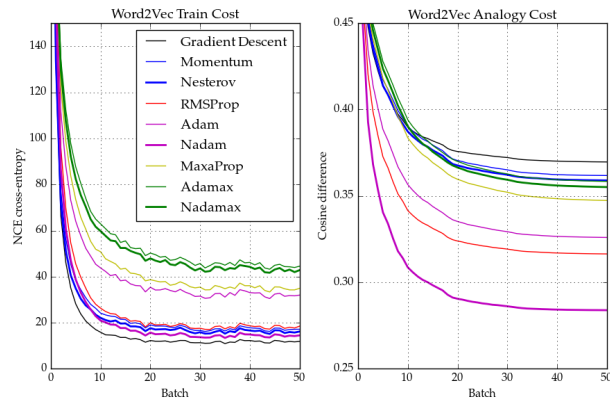 Word2Vec Train Cost
NCE cross-entropy
140
120
100
80
60
40
20
0
0 10 20 30 40 50
Batch
Gradient Descent
Momentum
Nesterov
RMSProp
Adam
Nadam
MaxaProp
Adamax
Nadamax
Word2Vec Analogy Cost
Cosine difference
0.45
0.40
0.35
0.30
0.25
0 10 20 30 40 50
Batch